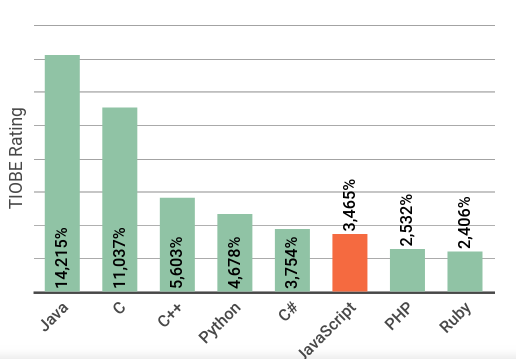 TIOBE Rating
14,215%
11,037%
5,603%
4,678%
3,754%
3,465%
2,532%
2,406%
Java
C
C++
Python
C#
JavaScript
PHP
Ruby